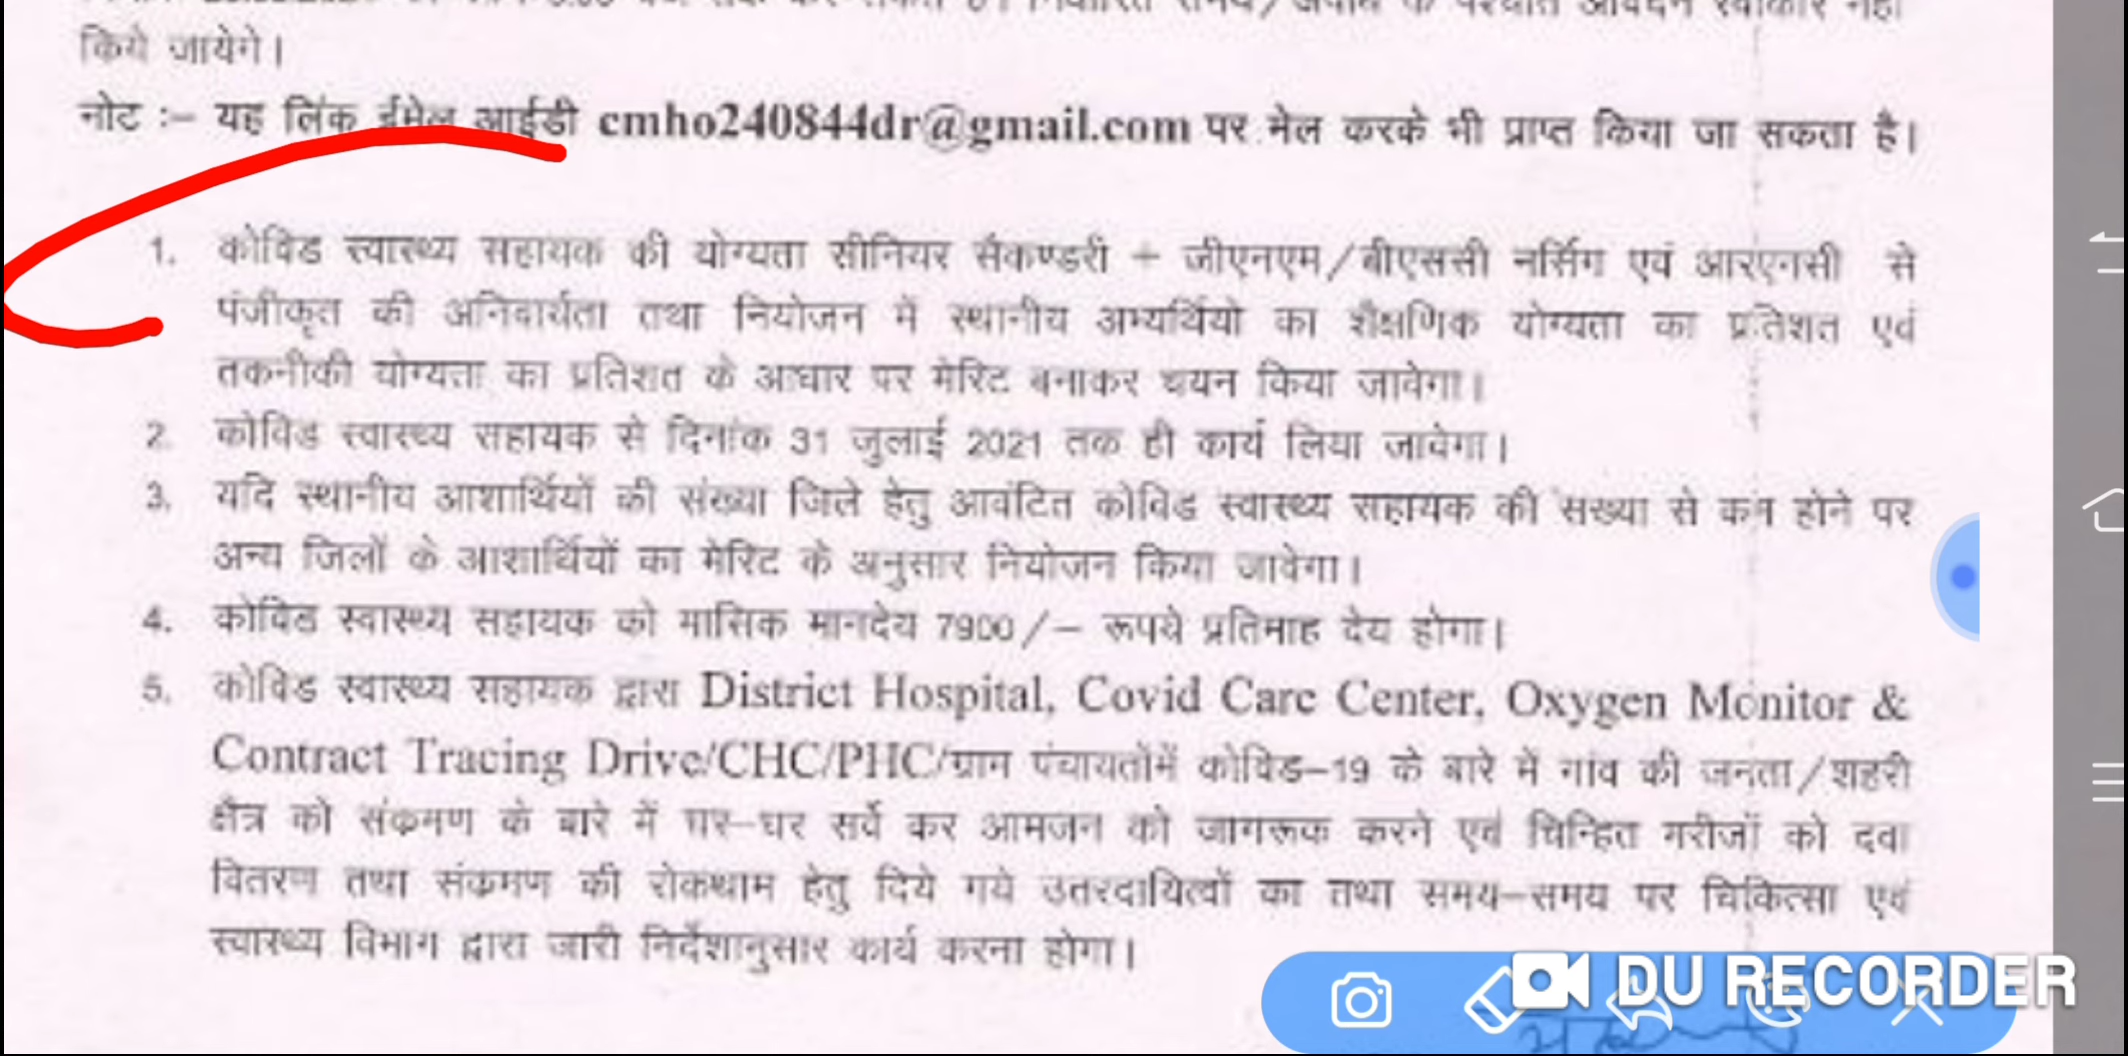 किये जायेगे।
नोट :– यह लिंक ईमेल आईडी cmho240844dr@gmail.com पर मेल करके भी प्राप्त किया जा सकता है।
1. कोविड स्वास्थ्य सहायक की योग्यता सीनियर सैकण्डरी + जीएनएम/बीएससी नर्सिग एवं आरएनसी से
पंजीकृत की अनिवार्यता तथा नियोजन में स्थानीय अभ्यर्थियो का शैक्षणिक योग्यता का प्रतिशत एवं
तकनीकी योग्यता का प्रतिशत के आधार पर मेरिट बनाकर चयन किया जावेगा।
2. कोविड स्वास्थ्य सहायक से दिनांक 31 जुलाई 2021 तक ही कार्य लिया जावेगा।
3. यदि स्थानीय आशार्थियों की संख्या जिले हेतु आवंटित कोविड स्वास्थ्य सहायक की सख्या से कम होने पर
अन्य जिलों के आशार्थियों का मेरिट के अनुसार नियोजन किया जावेगा।
4. कोविड स्वास्थ्य सहायक को मासिक मानदेय 7900/– रूपये प्रतिमाह देय होगा।
5. कोविड स्वास्थ्य सहायक द्वारा District Hospital, Covid Care Center, Oxygen Monitor &
Contract Tracing Drive/CHC/PHC/ग्राम पंचायतोंमें कोविड–19 के बारे में गांव की जनता/शहरी
क्षैत्र को संक्रमण के बारे में घर–घर सर्वे कर आमजन को जागरूक करने एवं चिन्हित मरीजों को दवा
वितरण तथा संक्रमण की रोकथाम हेतु दिये गये उतरदायित्वों का तथा समय–समय पर चिकित्सा एवं
स्वास्थ्य विभाग द्वारा जारी निर्देशानुसार कार्य करना होगा।
DU RECORDER